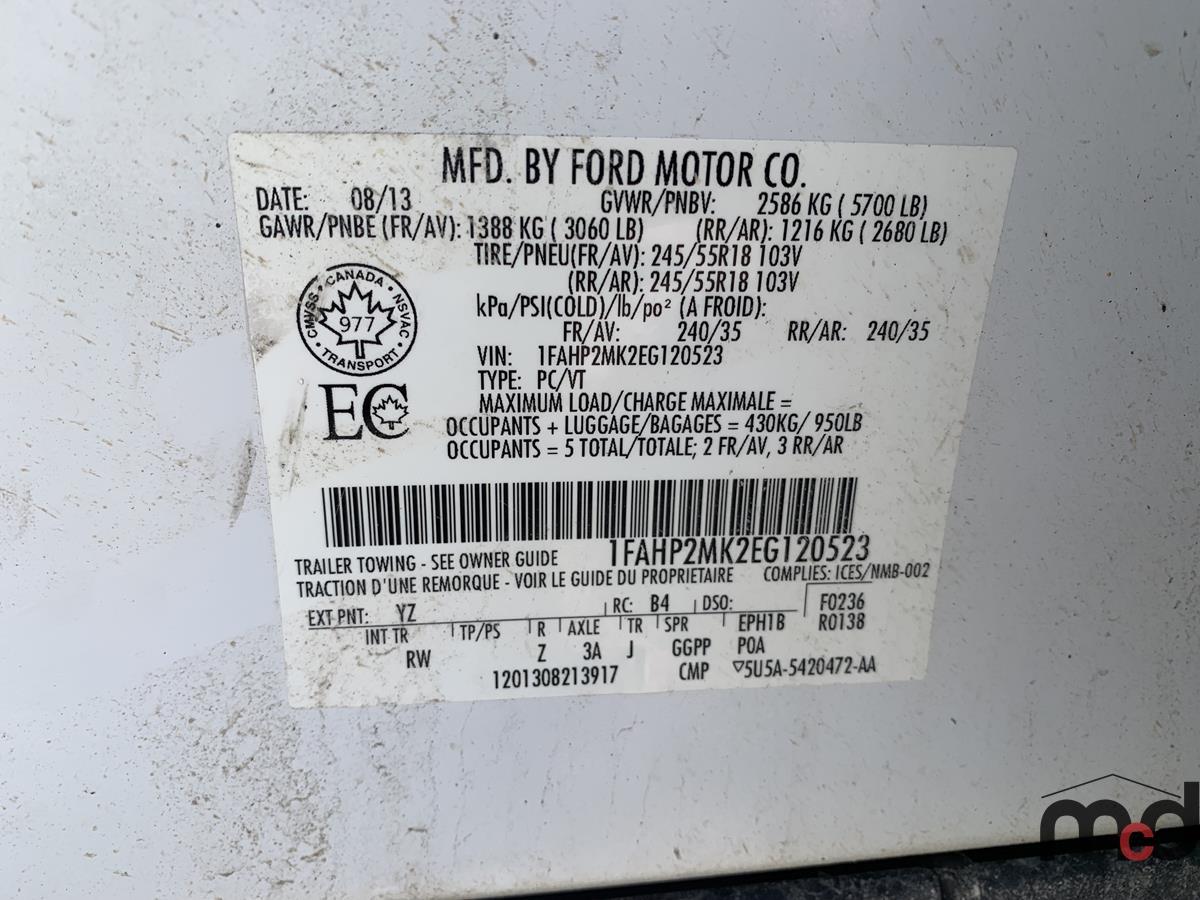 MFD. BY FORD MOTOR CO.
DATE: 08/13 GVWR/PNBV: 2586 KG ( 5700 LB)
GAWR/PNBE (FR/AV): 1388 KG ( 3060 LB) (RR/AR): 1216 KG ( 2680 LB)
TIRE/PNEU(FR/AV): 245/55R18 103V
(RR/AR): 245/55R18 103V
kPa/PSI(COLD)/lb/po² (A FROID):
FR/AV: 240/35 RR/AR: 240/35
CMVSS • CANADA • NSVAC • TRANSPORT •
977
VIN: 1FAHP2MK2EG120523
TYPE: PC/VT
EC
MAXIMUM LOAD/CHARGE MAXIMALE =
OCCUPANTS + LUGGAGE/BAGAGES = 430KG/ 950LB
OCCUPANTS = 5 TOTAL/TOTALE; 2 FR/AV, 3 RR/AR
1FAHP2MK2EG120523
TRAILER TOWING - SEE OWNER GUIDE
TRACTION D'UNE REMORQUE - VOIR LE GUIDE DU PROPRIETAIRE COMPLIES: ICES/NMB-002
EXT PNT: YZ RC: B4 DSO: F0236
INT TR TP/PS R AXLE TR SPR EPH1B R0138
RW Z 3A J GGPP POA
1201308213917 CMP ▽5U5A-5420472-AA
mcd